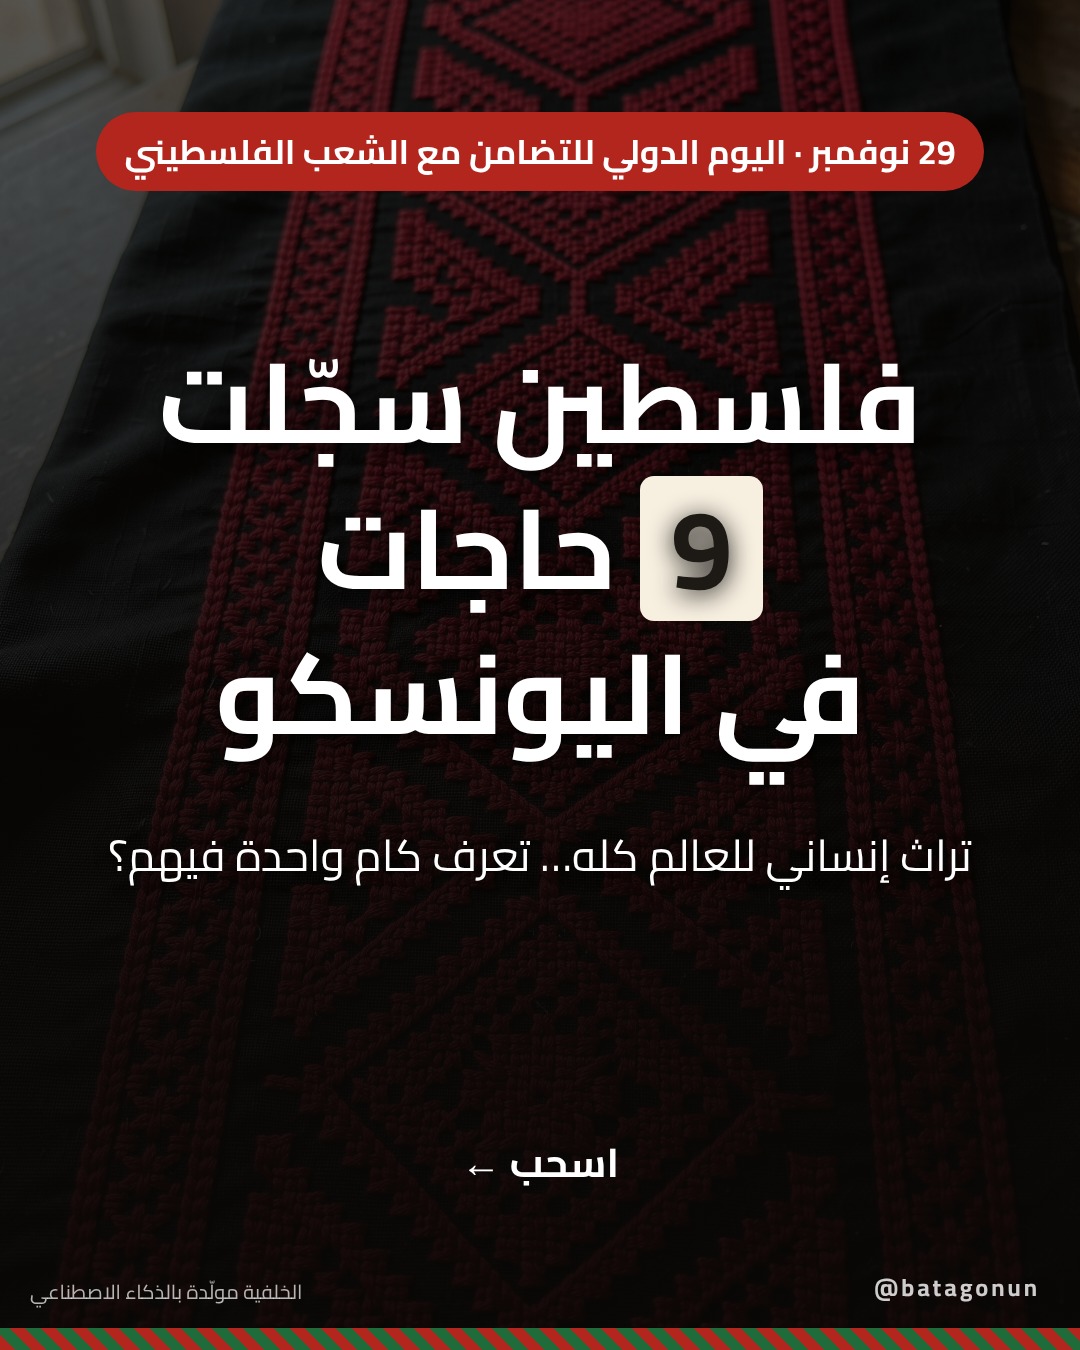 29 نوفمبر · اليوم الدولي للتضامن مع الشعب الفلسطيني
فلسطين سجّلت
9 حاجات
في اليونسكو
تراث إنساني للعالم كله... تعرف كام واحدة فيهم؟
اسحب ←
@batagonun
الخلفية مولّدة بالذكاء الاصطناعي